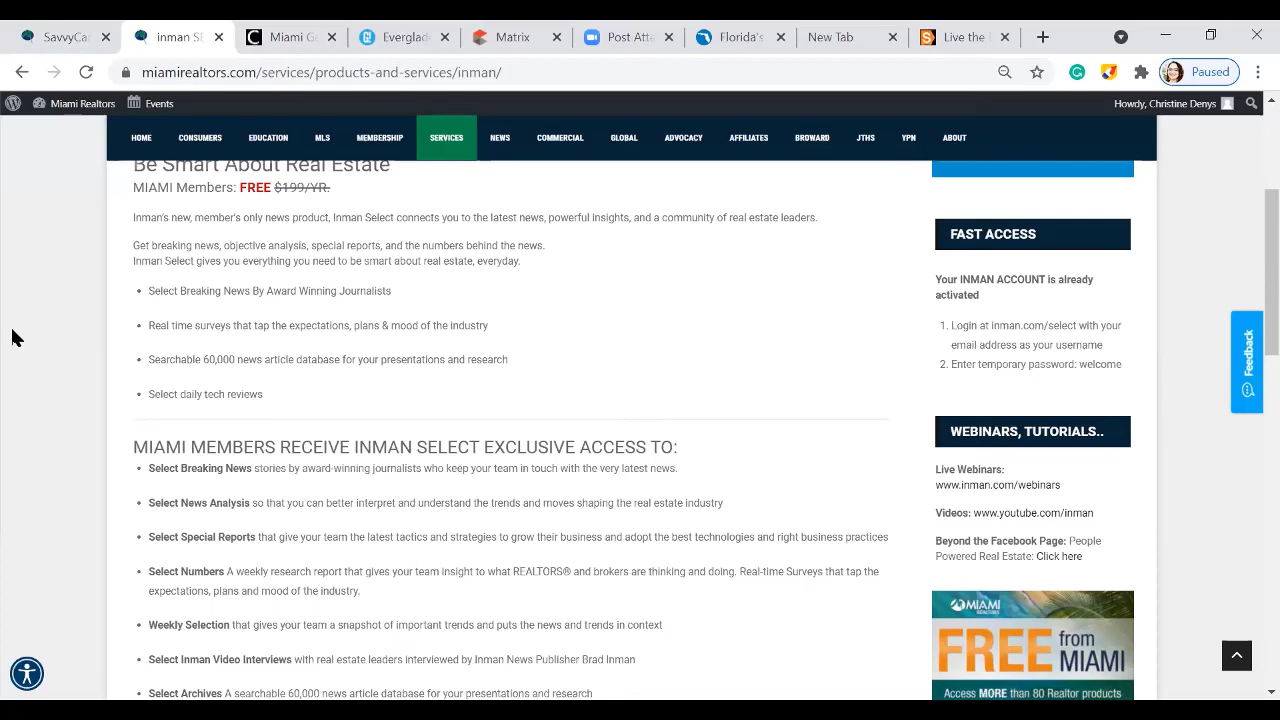 SavvyCa
inman SE
Miami Ge
Everglad
Matrix
Post Atta
Florida's
New Tab
Live the
miamirealtors.com/services/products-and-services/inman/
Paused
Miami Realtors
Events
Howdy, Christine Denys
HOME
CONSUMERS
EDUCATION
MLS
MEMBERSHIP
SERVICES
NEWS
COMMERCIAL
GLOBAL
ADVOCACY
AFFILIATES
BROWARD
JTHS
YPN
ABOUT
Be Smart About Real Estate
MIAMI Members: FREE $199/YR.
Inman's new, member's only news product, Inman Select connects you to the latest news, powerful insights, and a community of real estate leaders.
Get breaking news, objective analysis, special reports, and the numbers behind the news.
Inman Select gives you everything you need to be smart about real estate, everyday.
• Select Breaking News By Award Winning Journalists
• Real time surveys that tap the expectations, plans & mood of the industry
• Searchable 60,000 news article database for your presentations and research
• Select daily tech reviews
MIAMI MEMBERS RECEIVE INMAN SELECT EXCLUSIVE ACCESS TO:
• Select Breaking News stories by award-winning journalists who keep your team in touch with the very latest news.
• Select News Analysis so that you can better interpret and understand the trends and moves shaping the real estate industry
• Select Special Reports that give your team the latest tactics and strategies to grow their business and adopt the best technologies and right business practices
• Select Numbers A weekly research report that gives your team insight to what REALTORS® and brokers are thinking and doing. Real-time Surveys that tap the
expectations, plans and mood of the industry.
• Weekly Selection that gives your team a snapshot of important trends and puts the news and trends in context
• Select Inman Video Interviews with real estate leaders interviewed by Inman News Publisher Brad Inman
• Select Archives A searchable 60,000 news article database for your presentations and research
FAST ACCESS
Your INMAN ACCOUNT is already
activated
1. Login at inman.com/select with your
email address as your username
2. Enter temporary password: welcome
WEBINARS, TUTORIALS..
Live Webinars:
www.inman.com/webinars
Videos: www.youtube.com/inman
Beyond the Facebook Page: People
Powered Real Estate: Click here
MIAMI
REALTORS
FREE from
MIAMI
Access MORE than 80 Realtor products
Feedback